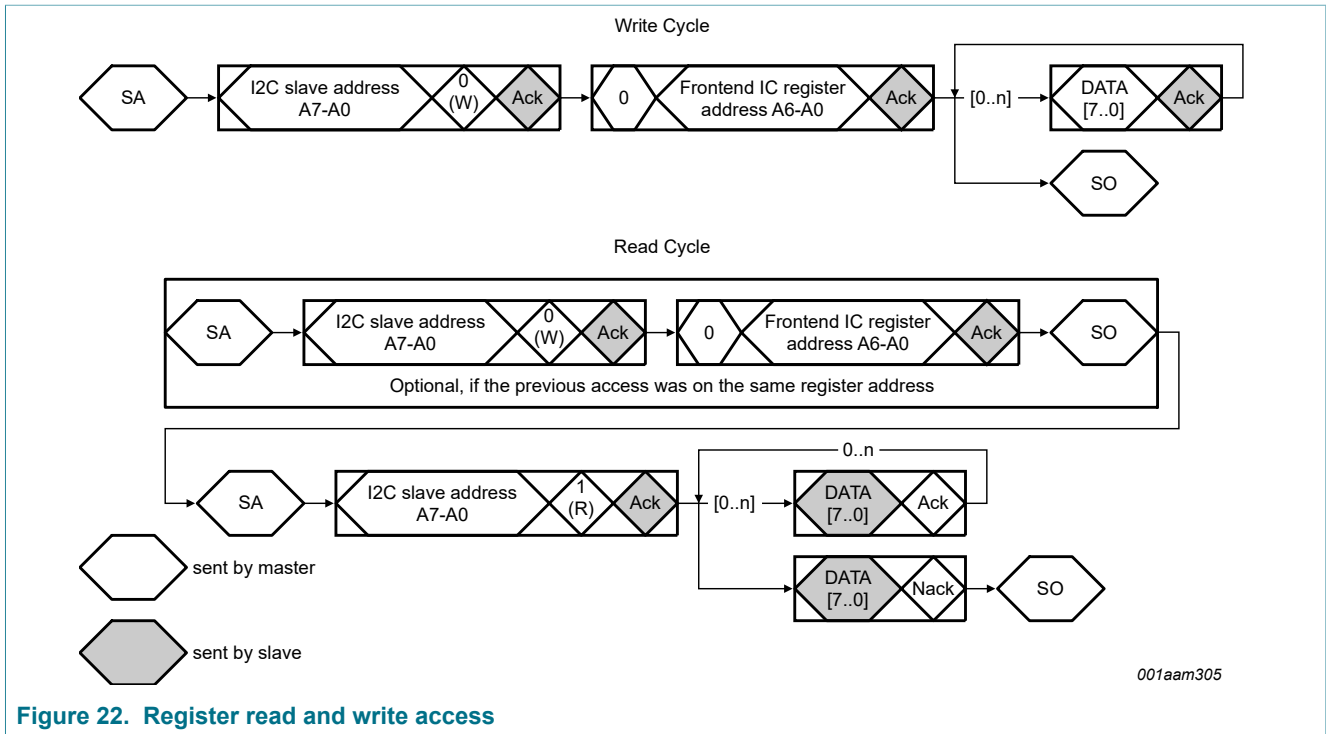 Write Cycle
SA
I2C slave address
A7-A0
0
(W)
Ack
0
Frontend IC register
address A6-A0
Ack
[0..n]
DATA
[7..0]
Ack
SO
Read Cycle
SA
I2C slave address
A7-A0
0
(W)
Ack
0
Frontend IC register
address A6-A0
Ack
SO
Optional, if the previous access was on the same register address
0..n
SA
I2C slave address
A7-A0
1
(R)
Ack
[0..n]
DATA
[7..0]
Ack
DATA
[7..0]
Nack
SO
sent by master
sent by slave
001aam305
Figure 22. Register read and write access